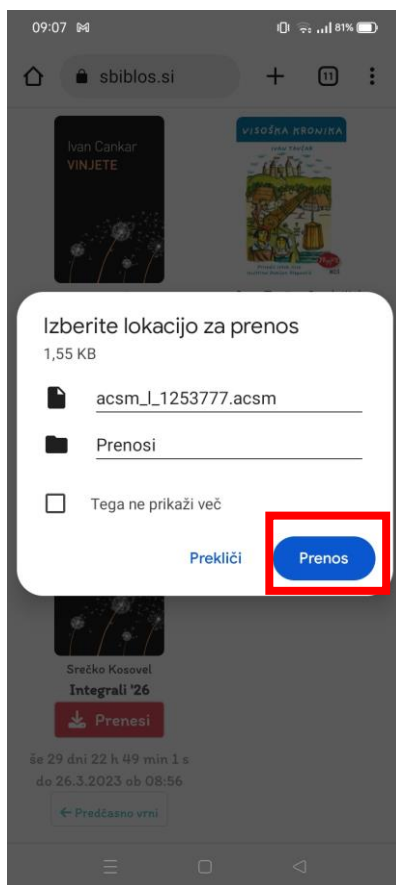 09:07
81%
sbiblos.si
11
Ivan Cankar
VINJETE
VISOŠKA KRONIKA
Izberite lokacijo za prenos
1,55 KB
acsm_l_1253777.acsm
Prenosi
Tega ne prikaži več
Prekliči
Prenos
Srečko Kosovel
Integrali '26
Prenesi
še 29 dni 22 h 49 min 1 s
do 26.3.2023 ob 08:56
← Predčasno vrni